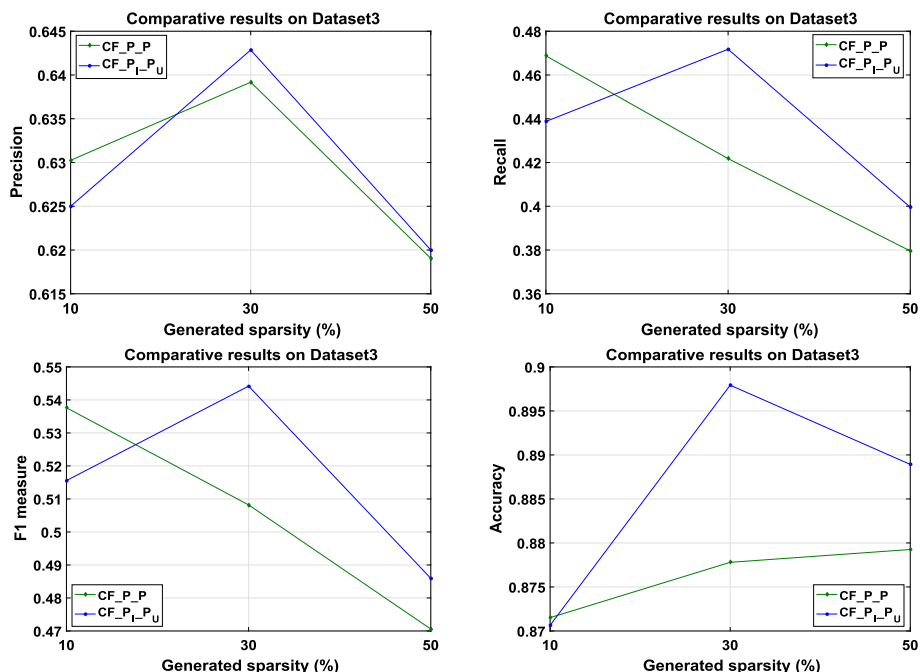 Comparative results on Dataset3
0.645
0.64
0.635
0.63
0.625
0.62
0.615
Precision
CF_P_P
CF_P_I_P_U
10 30 50
Generated sparsity (%)
Comparative results on Dataset3
0.48
0.46
0.44
0.42
0.4
0.38
0.36
Recall
CF_P_P
CF_P_I_P_U
10 30 50
Generated sparsity (%)
Comparative results on Dataset3
0.55
0.54
0.53
0.52
0.51
0.5
0.49
0.48
0.47
F1 measure
CF_P_P
CF_P_I_P_U
10 30 50
Generated sparsity (%)
Comparative results on Dataset3
0.9
0.895
0.89
0.885
0.88
0.875
0.87
Accuracy
CF_P_P
CF_P_I_P_U
10 30 50
Generated sparsity (%)